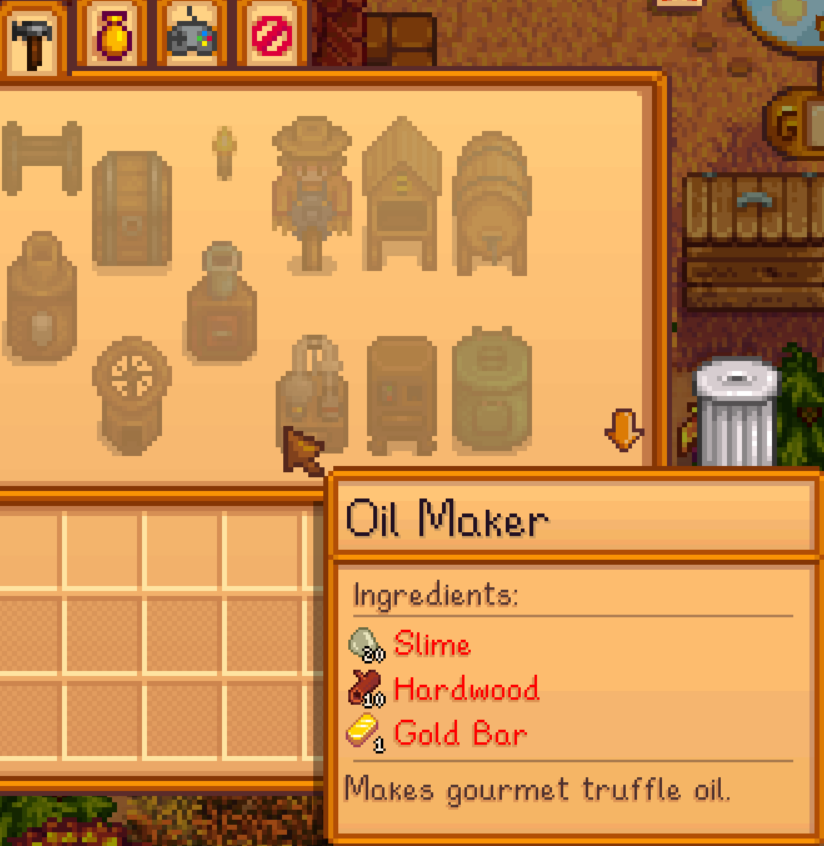 G
Oil Maker
Ingredients:
20 Slime
10 Hardwood
1 Gold Bar
Makes gourmet truffle oil.